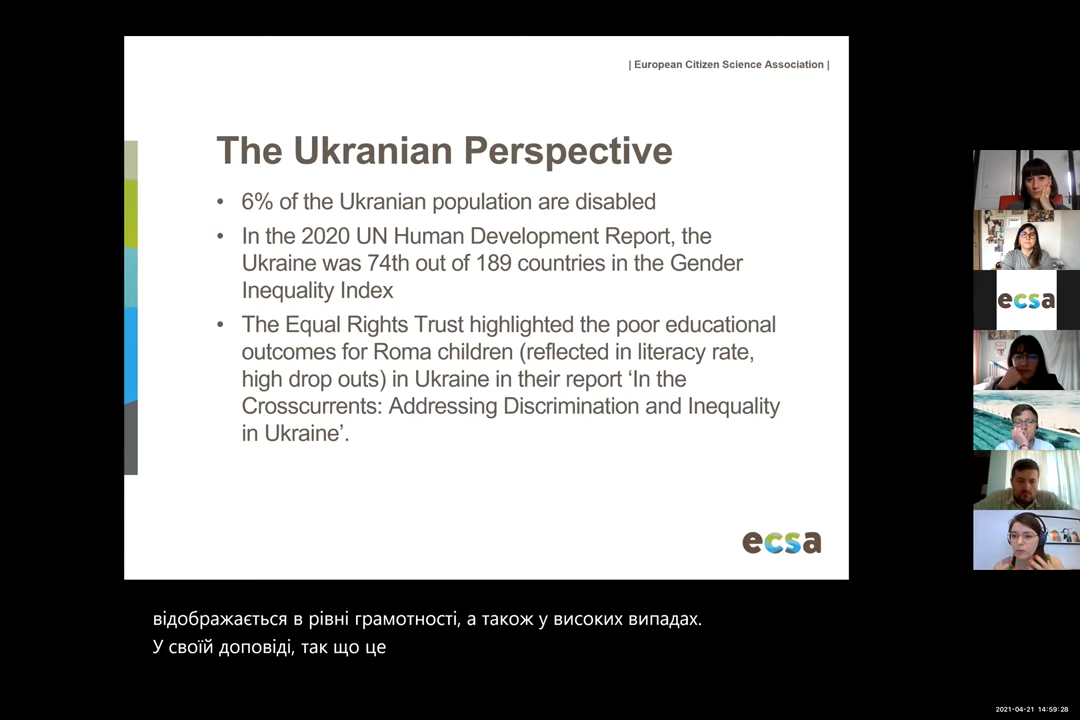 | European Citizen Science Association |
The Ukranian Perspective
• 6% of the Ukranian population are disabled
• In the 2020 UN Human Development Report, the
Ukraine was 74th out of 189 countries in the Gender
Inequality Index
• The Equal Rights Trust highlighted the poor educational
outcomes for Roma children (reflected in literacy rate,
high drop outs) in Ukraine in their report ‘In the
Crosscurrents: Addressing Discrimination and Inequality
in Ukraine’.
ecsa
ecsa
відображається в рівні грамотності, а також у високих випадах.
У своїй доповіді, так що це
2021-04-21 14:59:28